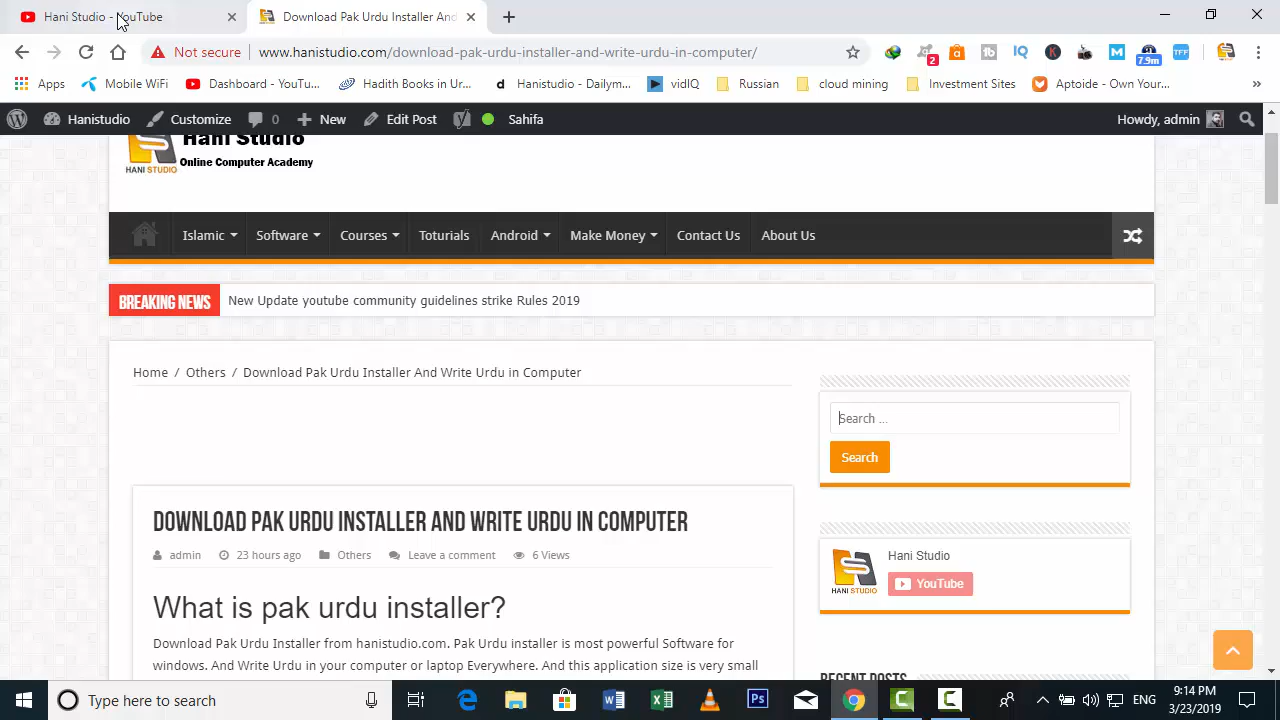 Hani Studio - YouTube
Download Pak Urdu Installer And
Not secure
www.hanistudio.com/download-pak-urdu-installer-and-write-urdu-in-computer/
2
7.9m
TFF
Apps
Mobile WiFi
Dashboard - YouTu...
Hadith Books in Ur...
Hanistudio - Dailym...
vidIQ
Russian
cloud mining
Investment Sites
Aptoide - Own Your...
Hanistudio
Customize
0
New
Edit Post
Sahifa
Howdy, admin
Hani Studio
Online Computer Academy
HANI STUDIO
Islamic
Software
Courses
Toturials
Android
Make Money
Contact Us
About Us
BREAKING NEWS
New Update youtube community guidelines strike Rules 2019
Home / Others / Download Pak Urdu Installer And Write Urdu in Computer
Search ...
Search
DOWNLOAD PAK URDU INSTALLER AND WRITE URDU IN COMPUTER
admin
23 hours ago
Others
Leave a comment
6 Views
Hani Studio
YouTube
HANI STUDIO
What is pak urdu installer?
Download Pak Urdu Installer from hanistudio.com. Pak Urdu installer is most powerful Software for
windows. And Write Urdu in your computer or laptop Everywhere. And this application size is very small
RECENT POSTS
Type here to search
ENG
9:14 PM
3/23/2019